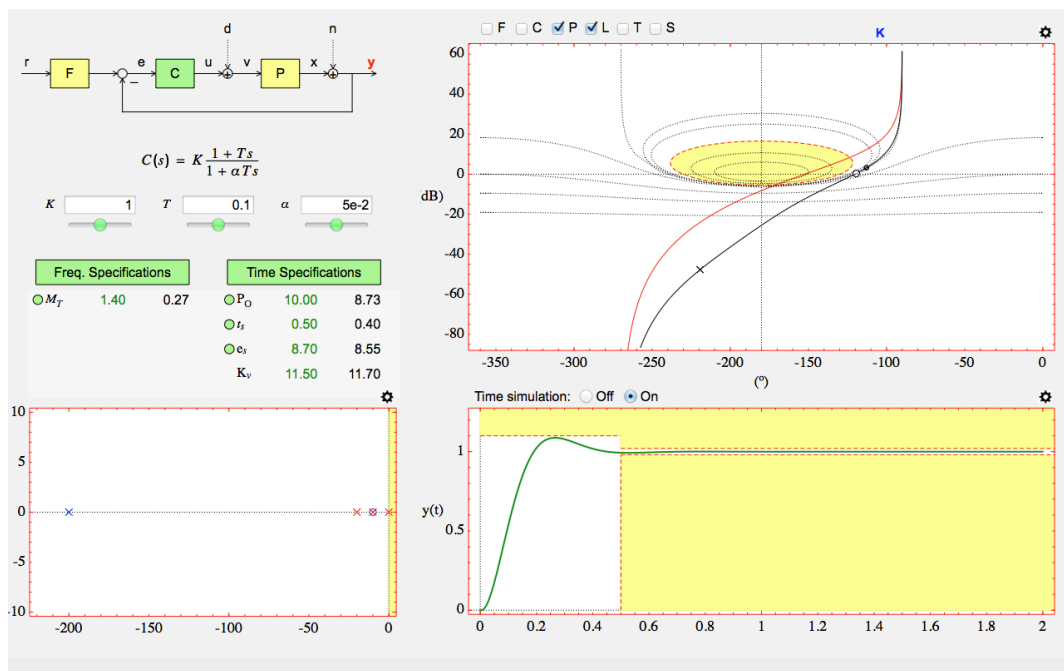 d n
r F e C u v P x y
−
C(s) = K (1 + Ts) / (1 + αTs)
K 1 T 0.1 α 5e-2
Freq. Specifications Time Specifications
M_T 1.40 0.27 P_O 10.00 8.73
t_s 0.50 0.40
e_s 8.70 8.55
K_v 11.50 11.70
10
5
0
-5
-10
-200 -150 -100 -50 0
F C P L T S K
60
40
20
0
dB)
-20
-40
-60
-80
-350 -300 -250 -200 -150 -100 -50 0
(º)
Time simulation: Off On
1
y(t)
0.5
0
0 0.2 0.4 0.6 0.8 1 1.2 1.4 1.6 1.8 2